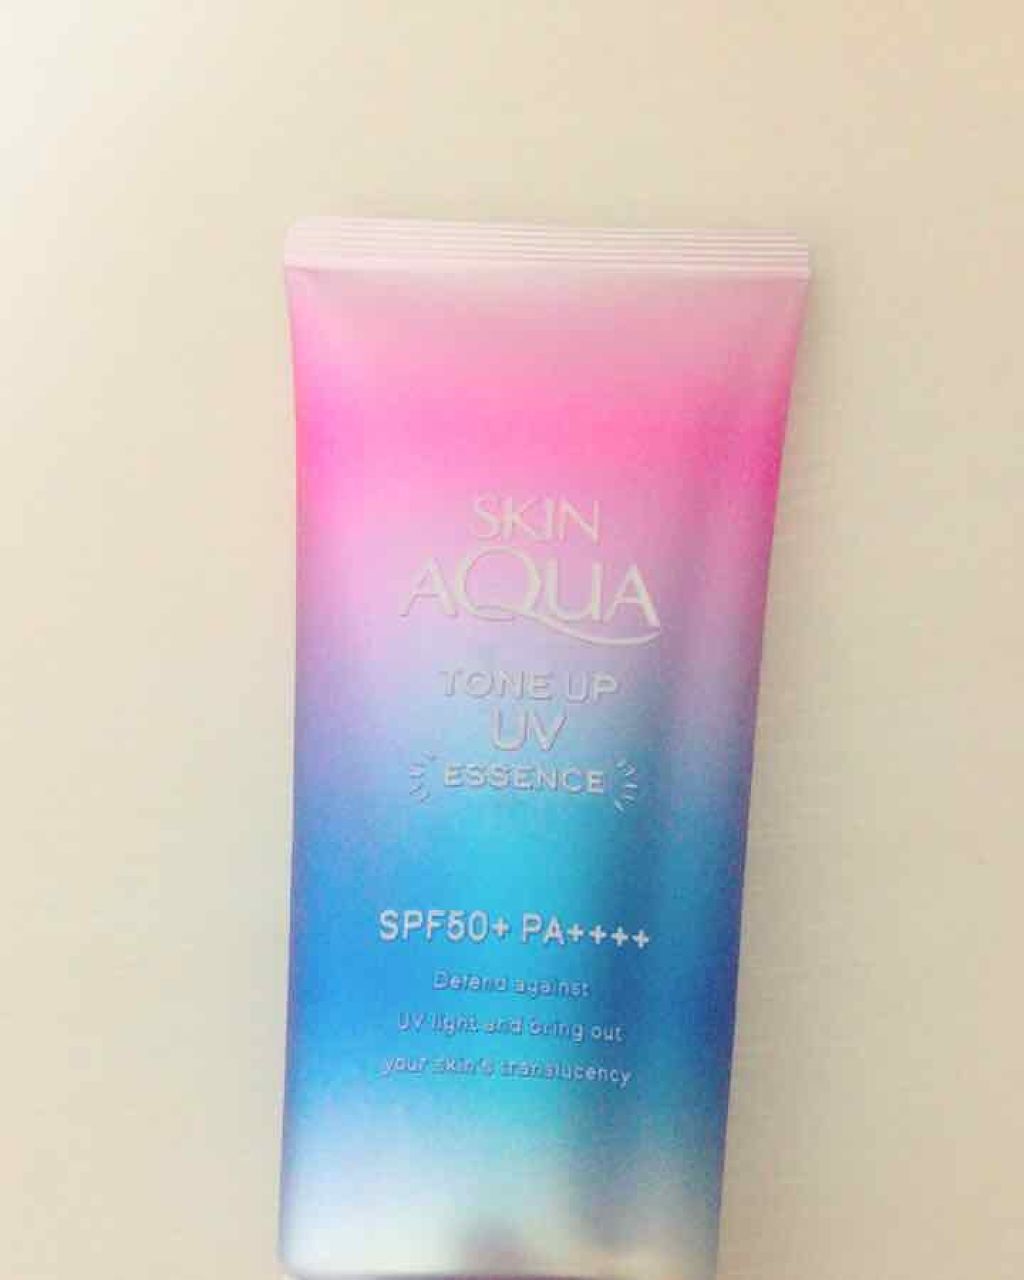 SKIN
AQUA
TONE UP
UV
ESSENCE
SPF50+ PA++++
Defend against
UV light and bring out
your skin's translucency